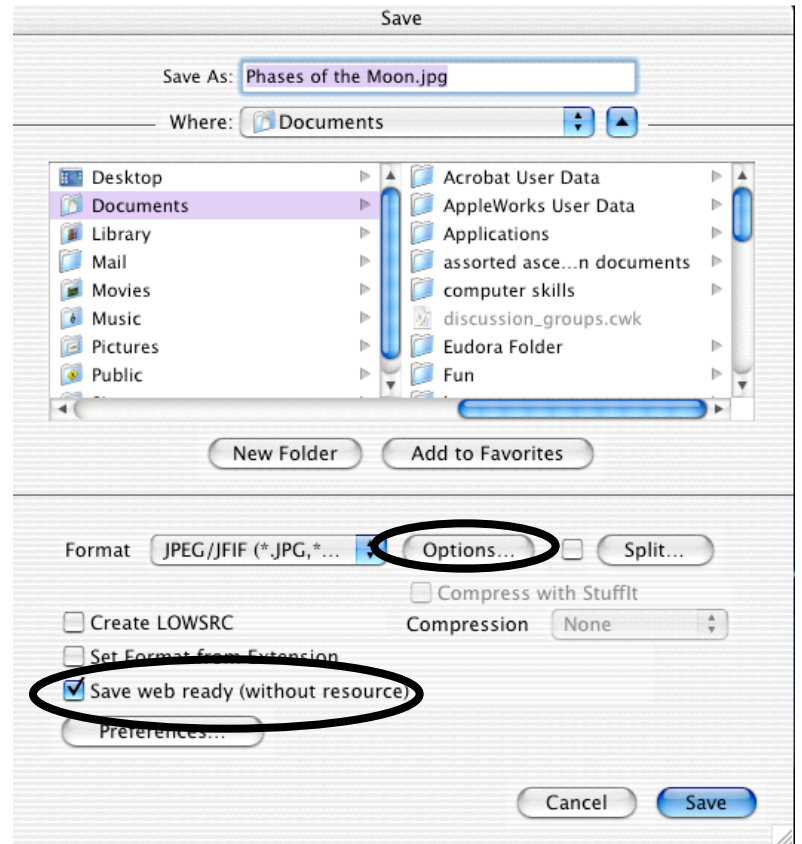 Save
Save As: Phases of the Moon.jpg
Where: Documents
Desktop
Documents
Library
Mail
Movies
Music
Pictures
Public
Acrobat User Data
AppleWorks User Data
Applications
assorted asce...n documents
computer skills
discussion_groups.cwk
Eudora Folder
Fun
New Folder Add to Favorites
Format JPEG/JFIF (*.JPG,*... Options... Split...
Compress with StuffIt
Create LOWSRC Compression None
Set Format from Extension
Save web ready (without resource)
Preferences...
Cancel Save